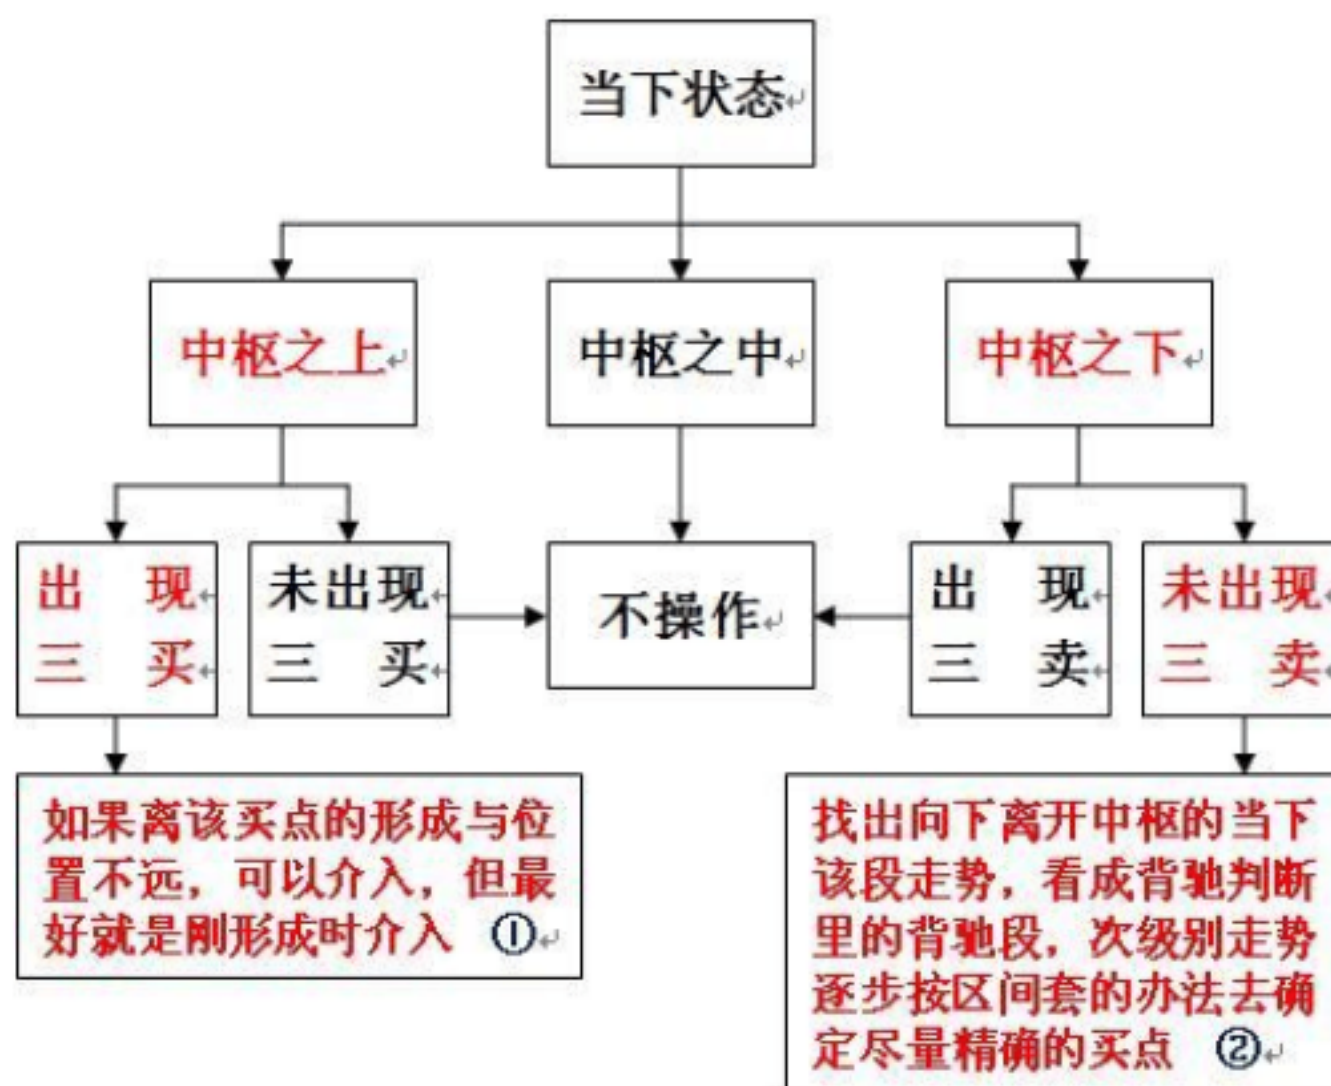 当下状态
中枢之上
中枢之中
中枢之下
出 现
三 买
未出现
三 买
不操作
出 现
三 卖
未出现
三 卖
如果离该买点的形成与位
置不远，可以介入，但最
好就是刚形成时介入 ①
找出向下离开中枢的当下
该段走势，看成背驰判断
里的背驰段，次级别走势
逐步按区间套的办法去确
定尽量精确的买点 ②